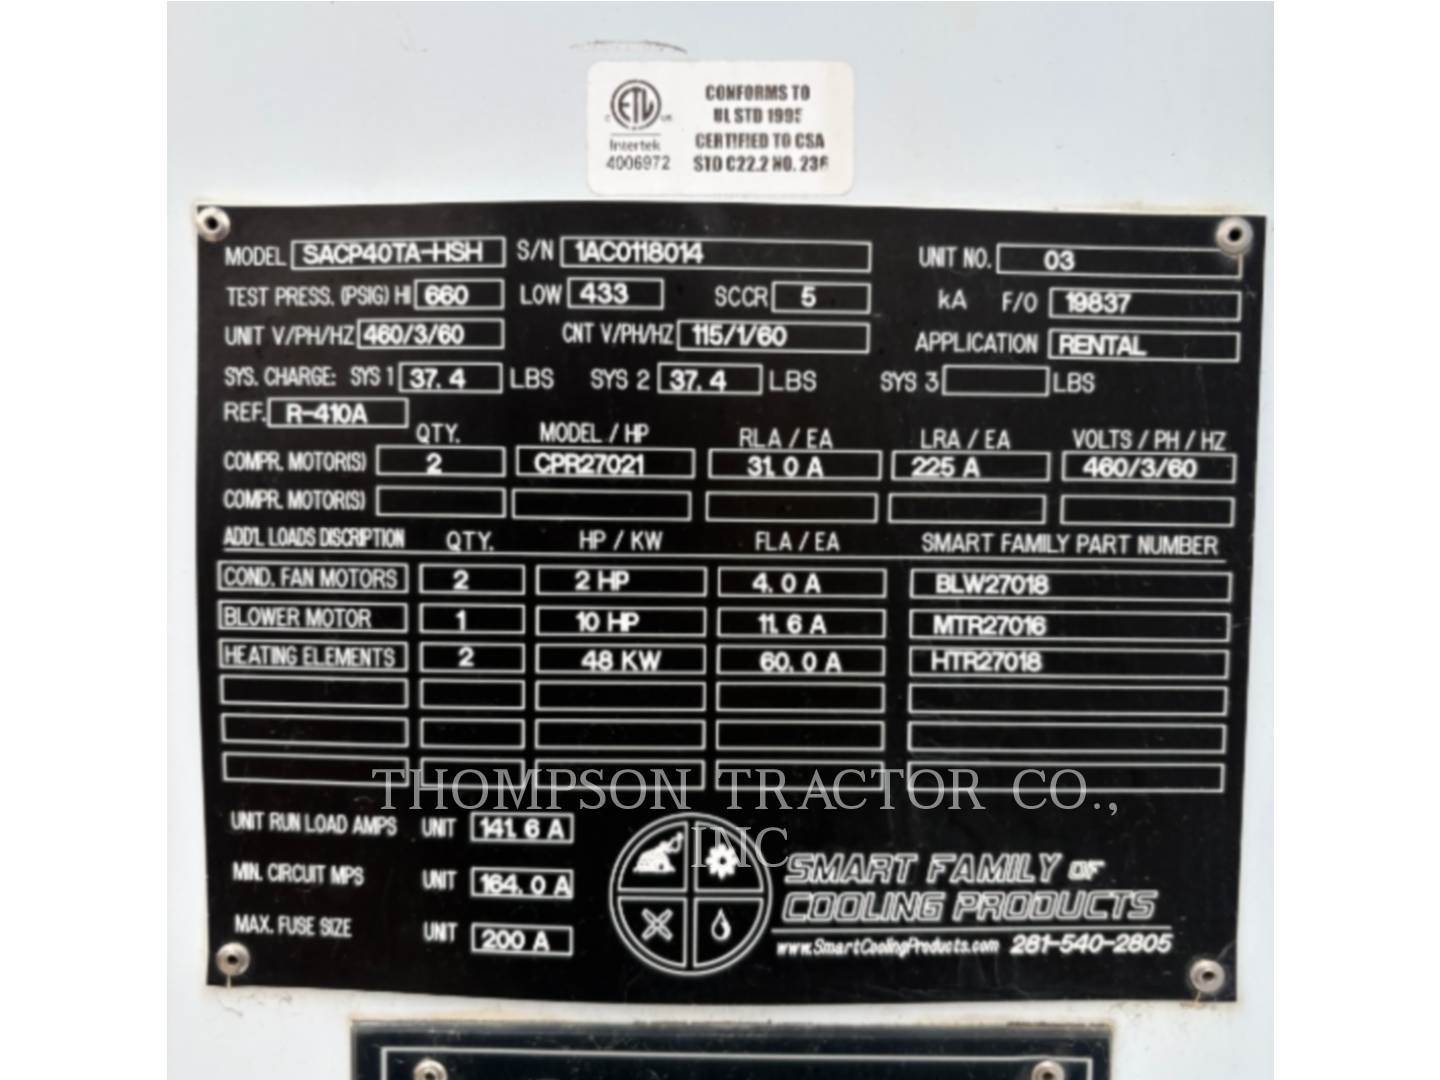 ETL
C US
Intertek
4006972
CONFORMS TO
UL STD 1995
CERTIFIED TO CSA
STD C22.2 NO. 236
MODEL SACP40TA-HSH S/N 1AC0118014 UNIT NO. 03
TEST PRESS. (PSIG) HI 660 LOW 433 SCCR 5 kA F/O 19837
UNIT V/PH/HZ 460/3/60 CNT V/PH/HZ 115/1/60 APPLICATION RENTAL
SYS. CHARGE: SYS 1 37.4 LBS SYS 2 37.4 LBS SYS 3 LBS
REF. R-410A
QTY. MODEL / HP RLA / EA LRA / EA VOLTS / PH / HZ
COMPR. MOTOR(S) 2 CPR27021 31.0 A 225 A 460/3/60
COMPR. MOTOR(S)
ADD'L LOADS DISCRIPTION QTY. HP / KW FLA / EA SMART FAMILY PART NUMBER
COND. FAN MOTORS 2 2 HP 4.0 A BLW27018
BLOWER MOTOR 1 10 HP 11.6 A MTR27016
HEATING ELEMENTS 2 48 KW 60.0 A HTR27018
THOMPSON TRACTOR CO.,
INC
UNIT RUN LOAD AMPS UNIT 141.6 A
MIN. CIRCUIT MPS UNIT 164.0 A
MAX. FUSE SIZE UNIT 200 A
SMART FAMILY OF
COOLING PRODUCTS
www.SmartCoolingProducts.com 281-540-2805